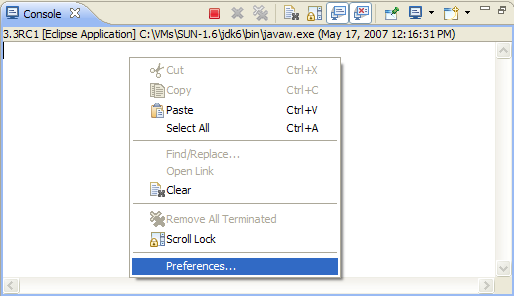 Console
3.3RC1 [Eclipse Application] C:\VMs\SUN-1.6\jdk6\bin\javaw.exe (May 17, 2007 12:16:31 PM)
Cut Ctrl+X
Copy Ctrl+C
Paste Ctrl+V
Select All Ctrl+A
Find/Replace...
Open Link
Clear
Remove All Terminated
Scroll Lock
Preferences...